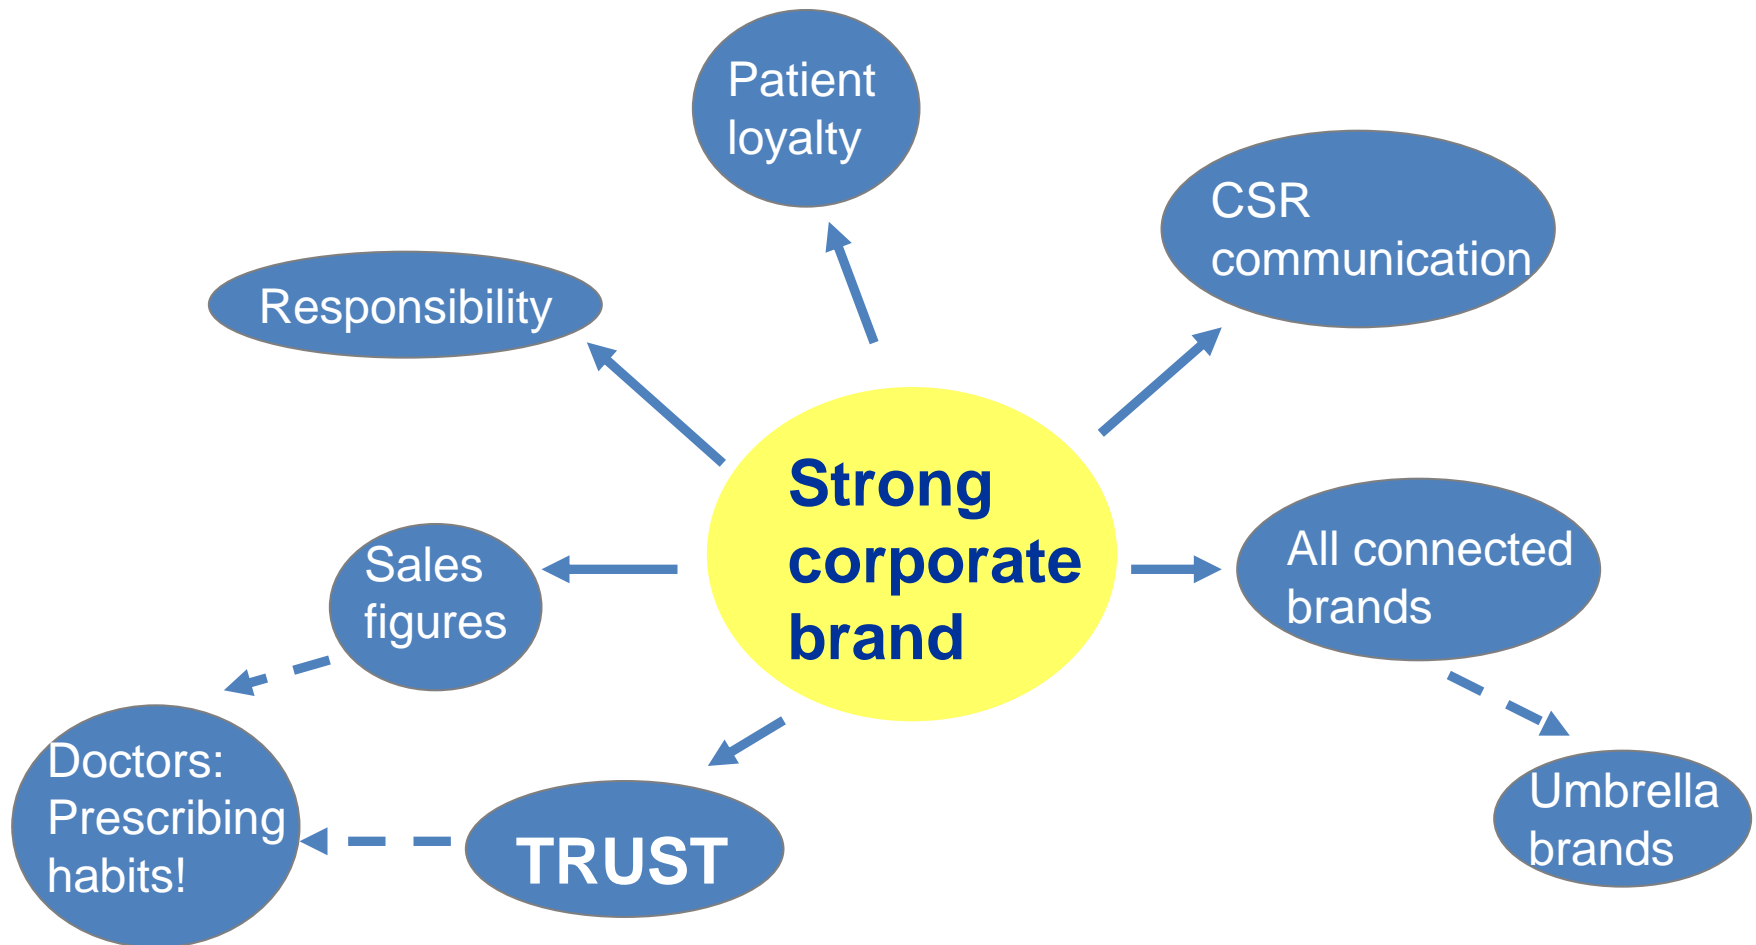 Patient
loyalty
CSR
communication
Responsibility
Strong
corporate
brand
Sales
figures
All connected
brands
Doctors:
Prescribing
habits!
TRUST
Umbrella
brands